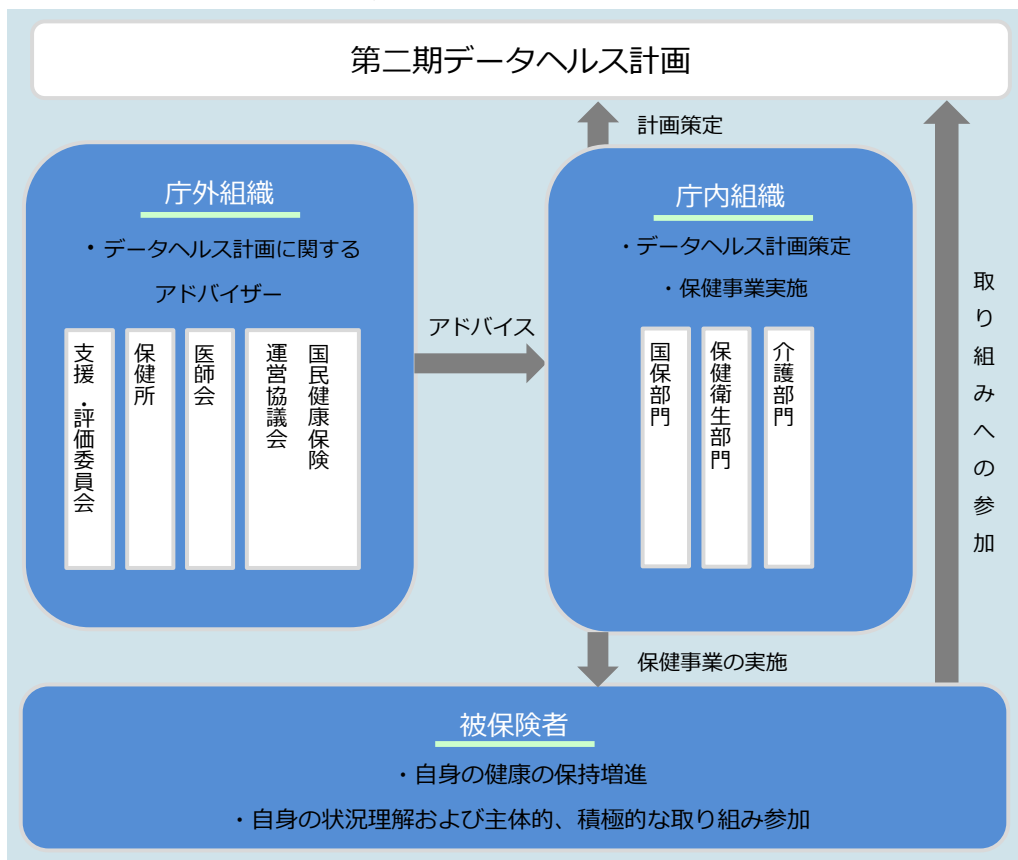 第二期データヘルス計画
計画策定
庁外組織
・データヘルス計画に関する
アドバイザー
支援・評価委員会
保健所
医師会
国民健康保険
運営協議会
アドバイス
庁内組織
・データヘルス計画策定
・保健事業実施
国保部門
保健衛生部門
介護部門
取り組みへの参加
保健事業の実施
被保険者
・自身の健康の保持増進
・自身の状況理解および主体的、積極的な取り組み参加